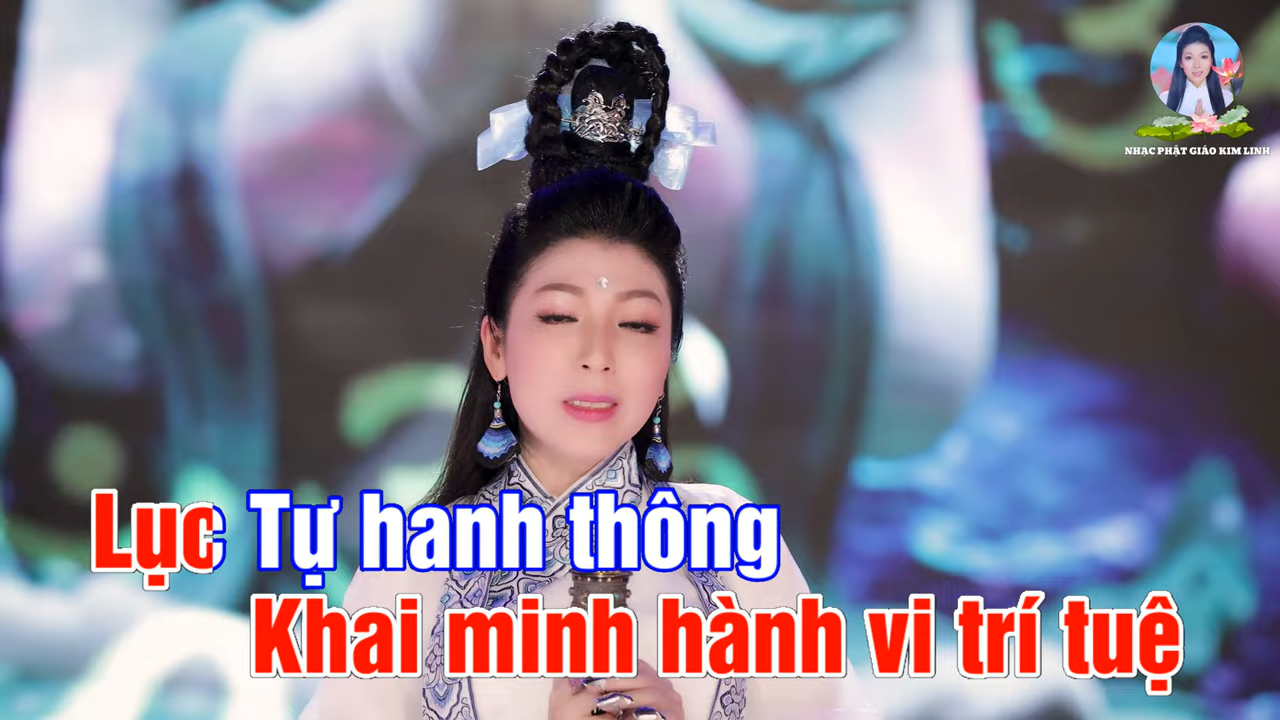 NHẠC PHẬT GIÁO KIM LINH
Lục Tự hanh thông
Khai minh hành vi trí tuệ